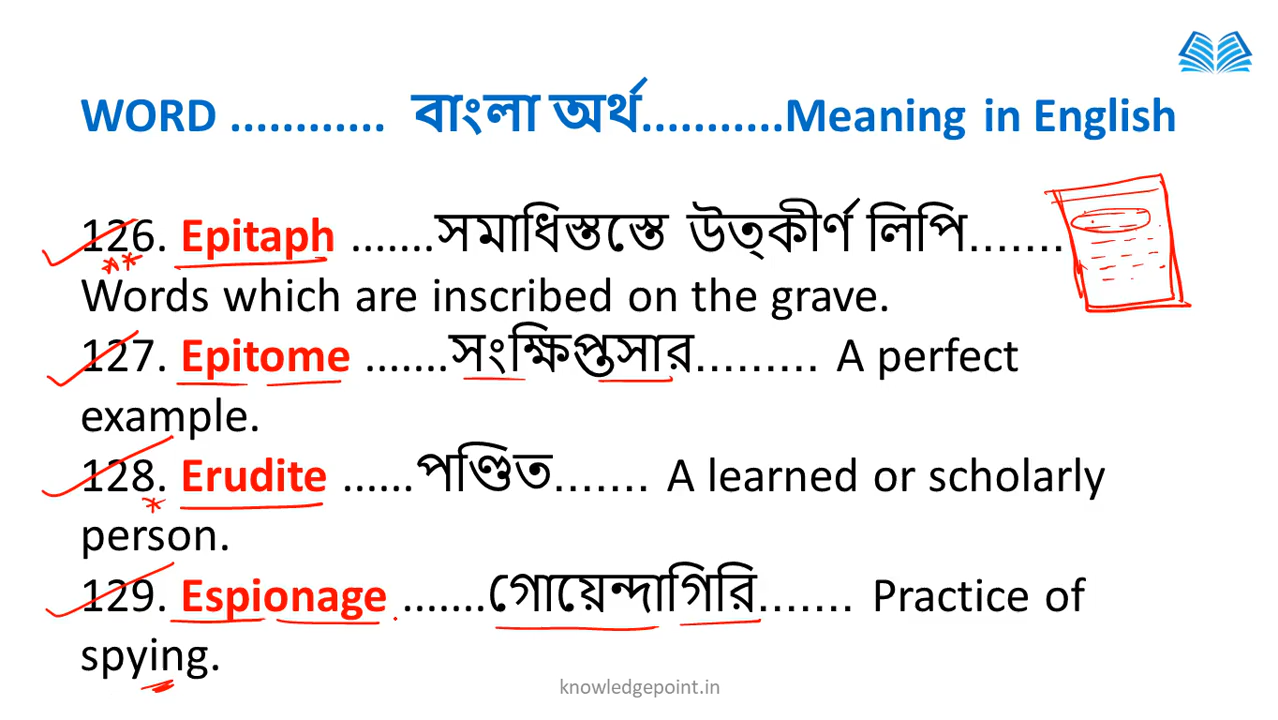 WORD ............ বাংলা অর্থ...........Meaning in English
126. Epitaph .......সমাধিস্তস্তে উত্কীর্ণ লিপি.......
Words which are inscribed on the grave.
127. Epitome .......সংক্ষিপ্তসার......... A perfect
example.
128. Erudite ......পণ্ডিত....... A learned or scholarly
person.
129. Espionage .......গোয়েন্দাগিরি....... Practice of
spying.
knowledgepoint.in